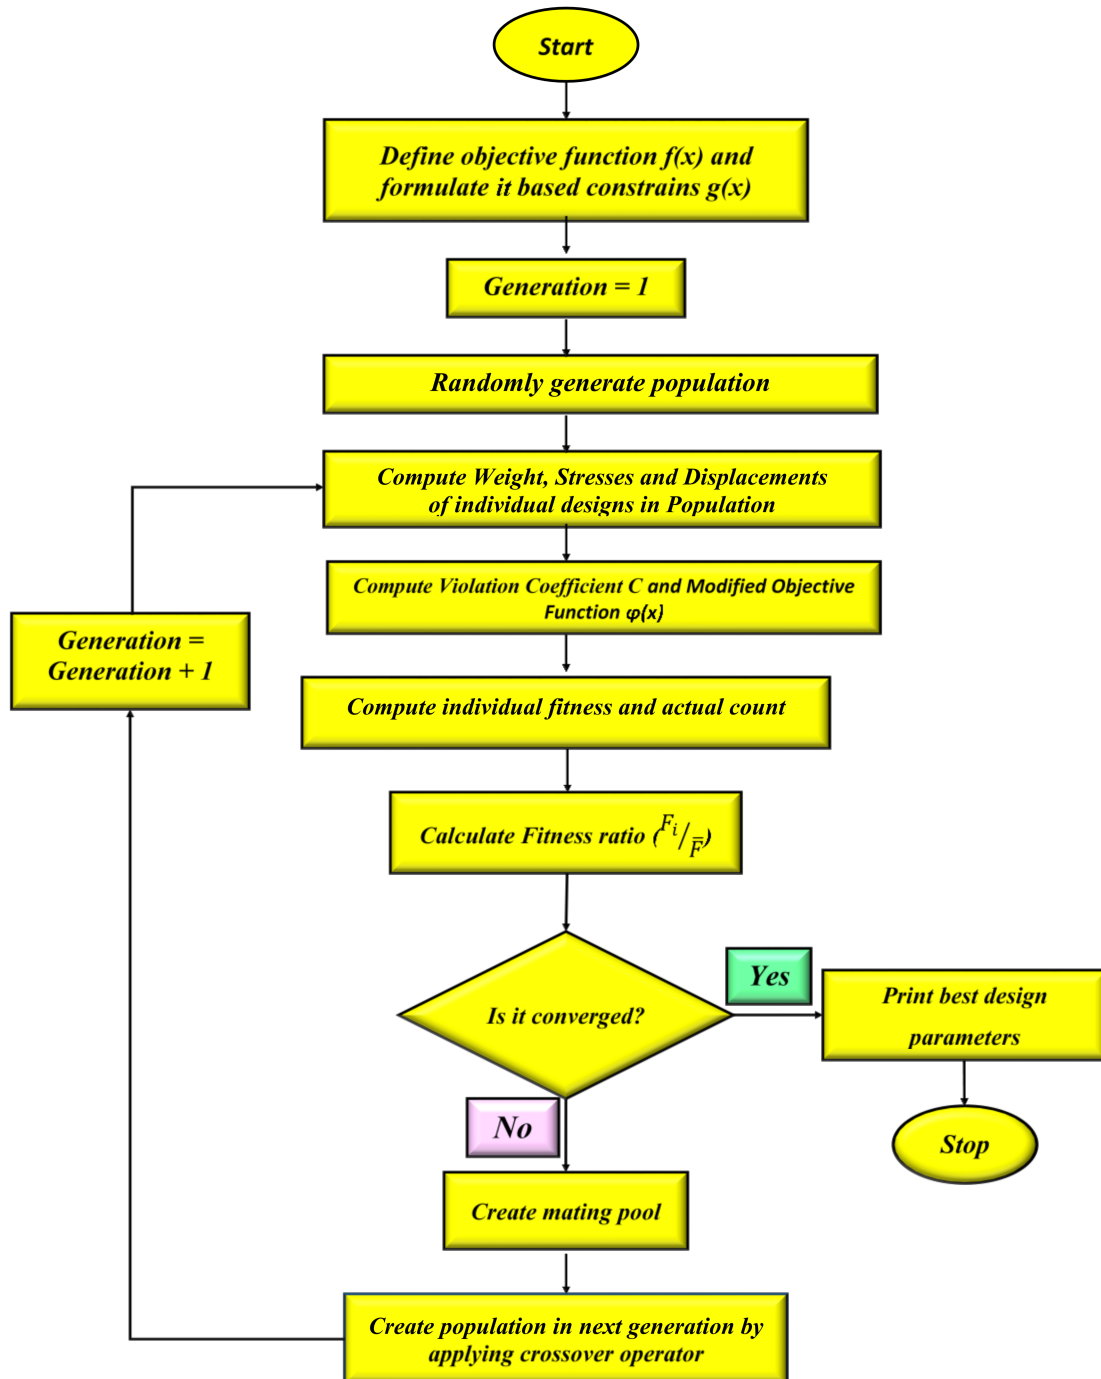 Start
Define objective function f(x) and
formulate it based constrains g(x)
Generation = 1
Randomly generate population
Compute Weight, Stresses and Displacements
of individual designs in Population
Compute Violation Coefficient C and Modified Objective
Function φ(x)
Generation =
Generation + 1
Compute individual fitness and actual count
Calculate Fitness ratio (Fᵢ/F̅)
Is it converged?
Yes
Print best design
parameters
No
Stop
Create mating pool
Create population in next generation by
applying crossover operator